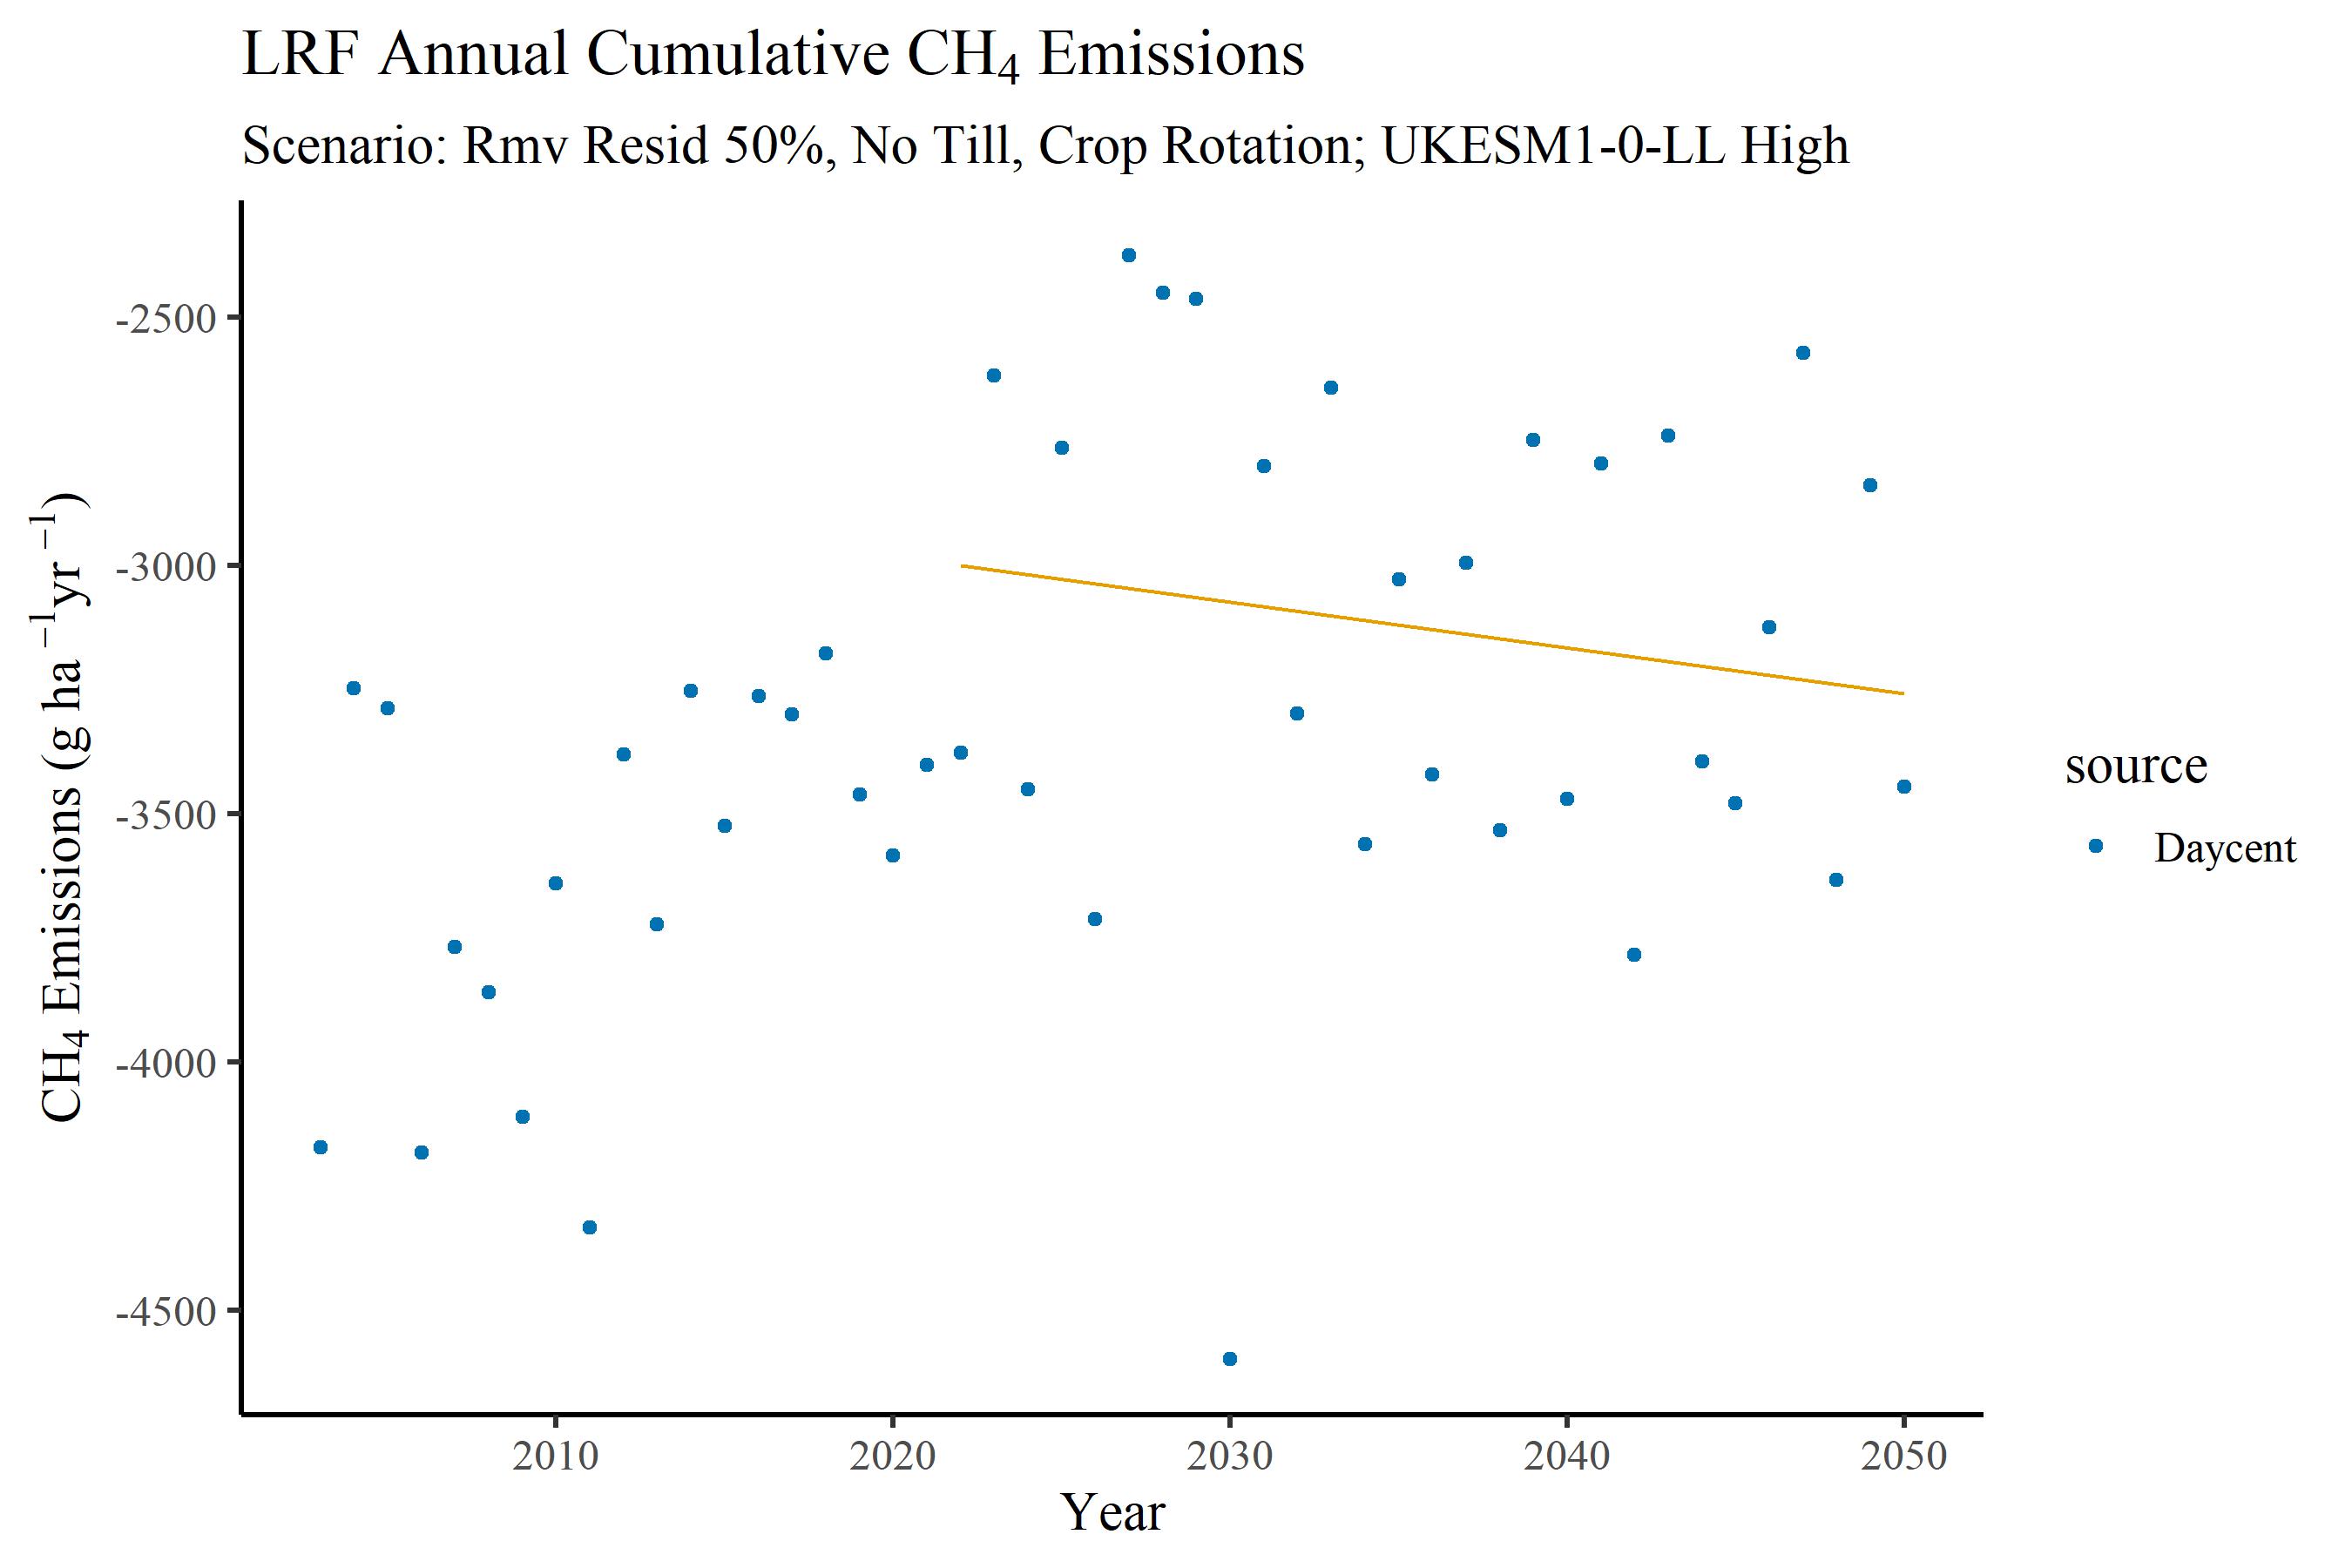 LRF Annual Cumulative CH₄ Emissions
Scenario: Rmv Resid 50%, No Till, Crop Rotation; UKESM1-0-LL High
CH₄ Emissions (g ha⁻¹yr⁻¹)
-2500
-3000
-3500
-4000
-4500
source
Daycent
2010 2020 2030 2040 2050
Year